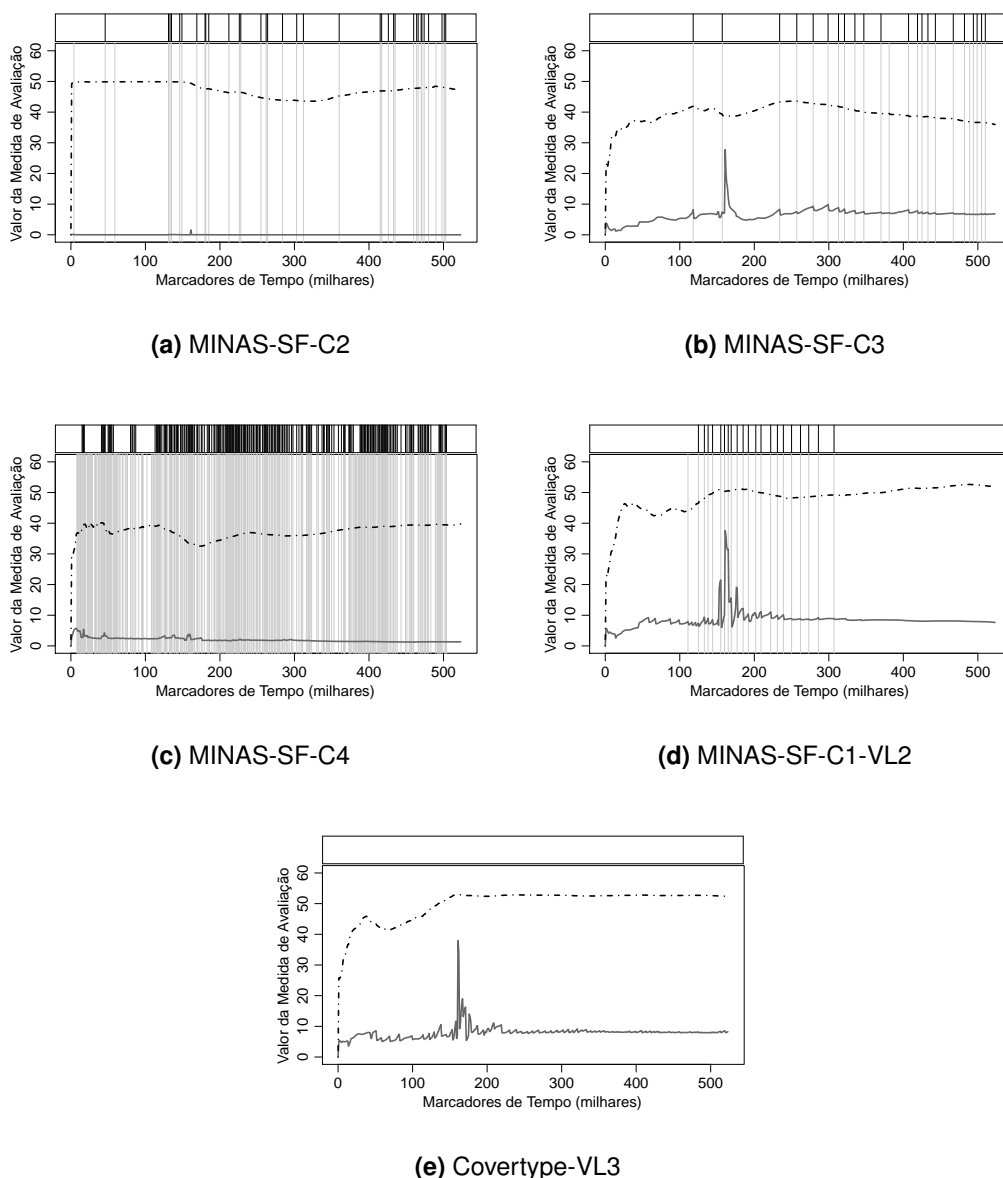 Valor da Medida de Avaliação
0 10 20 30 40 50 60
0 100 200 300 400 500
Marcadores de Tempo (milhares)
(a) MINAS-SF-C2
Valor da Medida de Avaliação
0 10 20 30 40 50 60
0 100 200 300 400 500
Marcadores de Tempo (milhares)
(b) MINAS-SF-C3
Valor da Medida de Avaliação
0 10 20 30 40 50 60
0 100 200 300 400 500
Marcadores de Tempo (milhares)
(c) MINAS-SF-C4
Valor da Medida de Avaliação
0 10 20 30 40 50 60
0 100 200 300 400 500
Marcadores de Tempo (milhares)
(d) MINAS-SF-C1-VL2
Valor da Medida de Avaliação
0 10 20 30 40 50 60
0 100 200 300 400 500
Marcadores de Tempo (milhares)
(e) Covertype-VL3